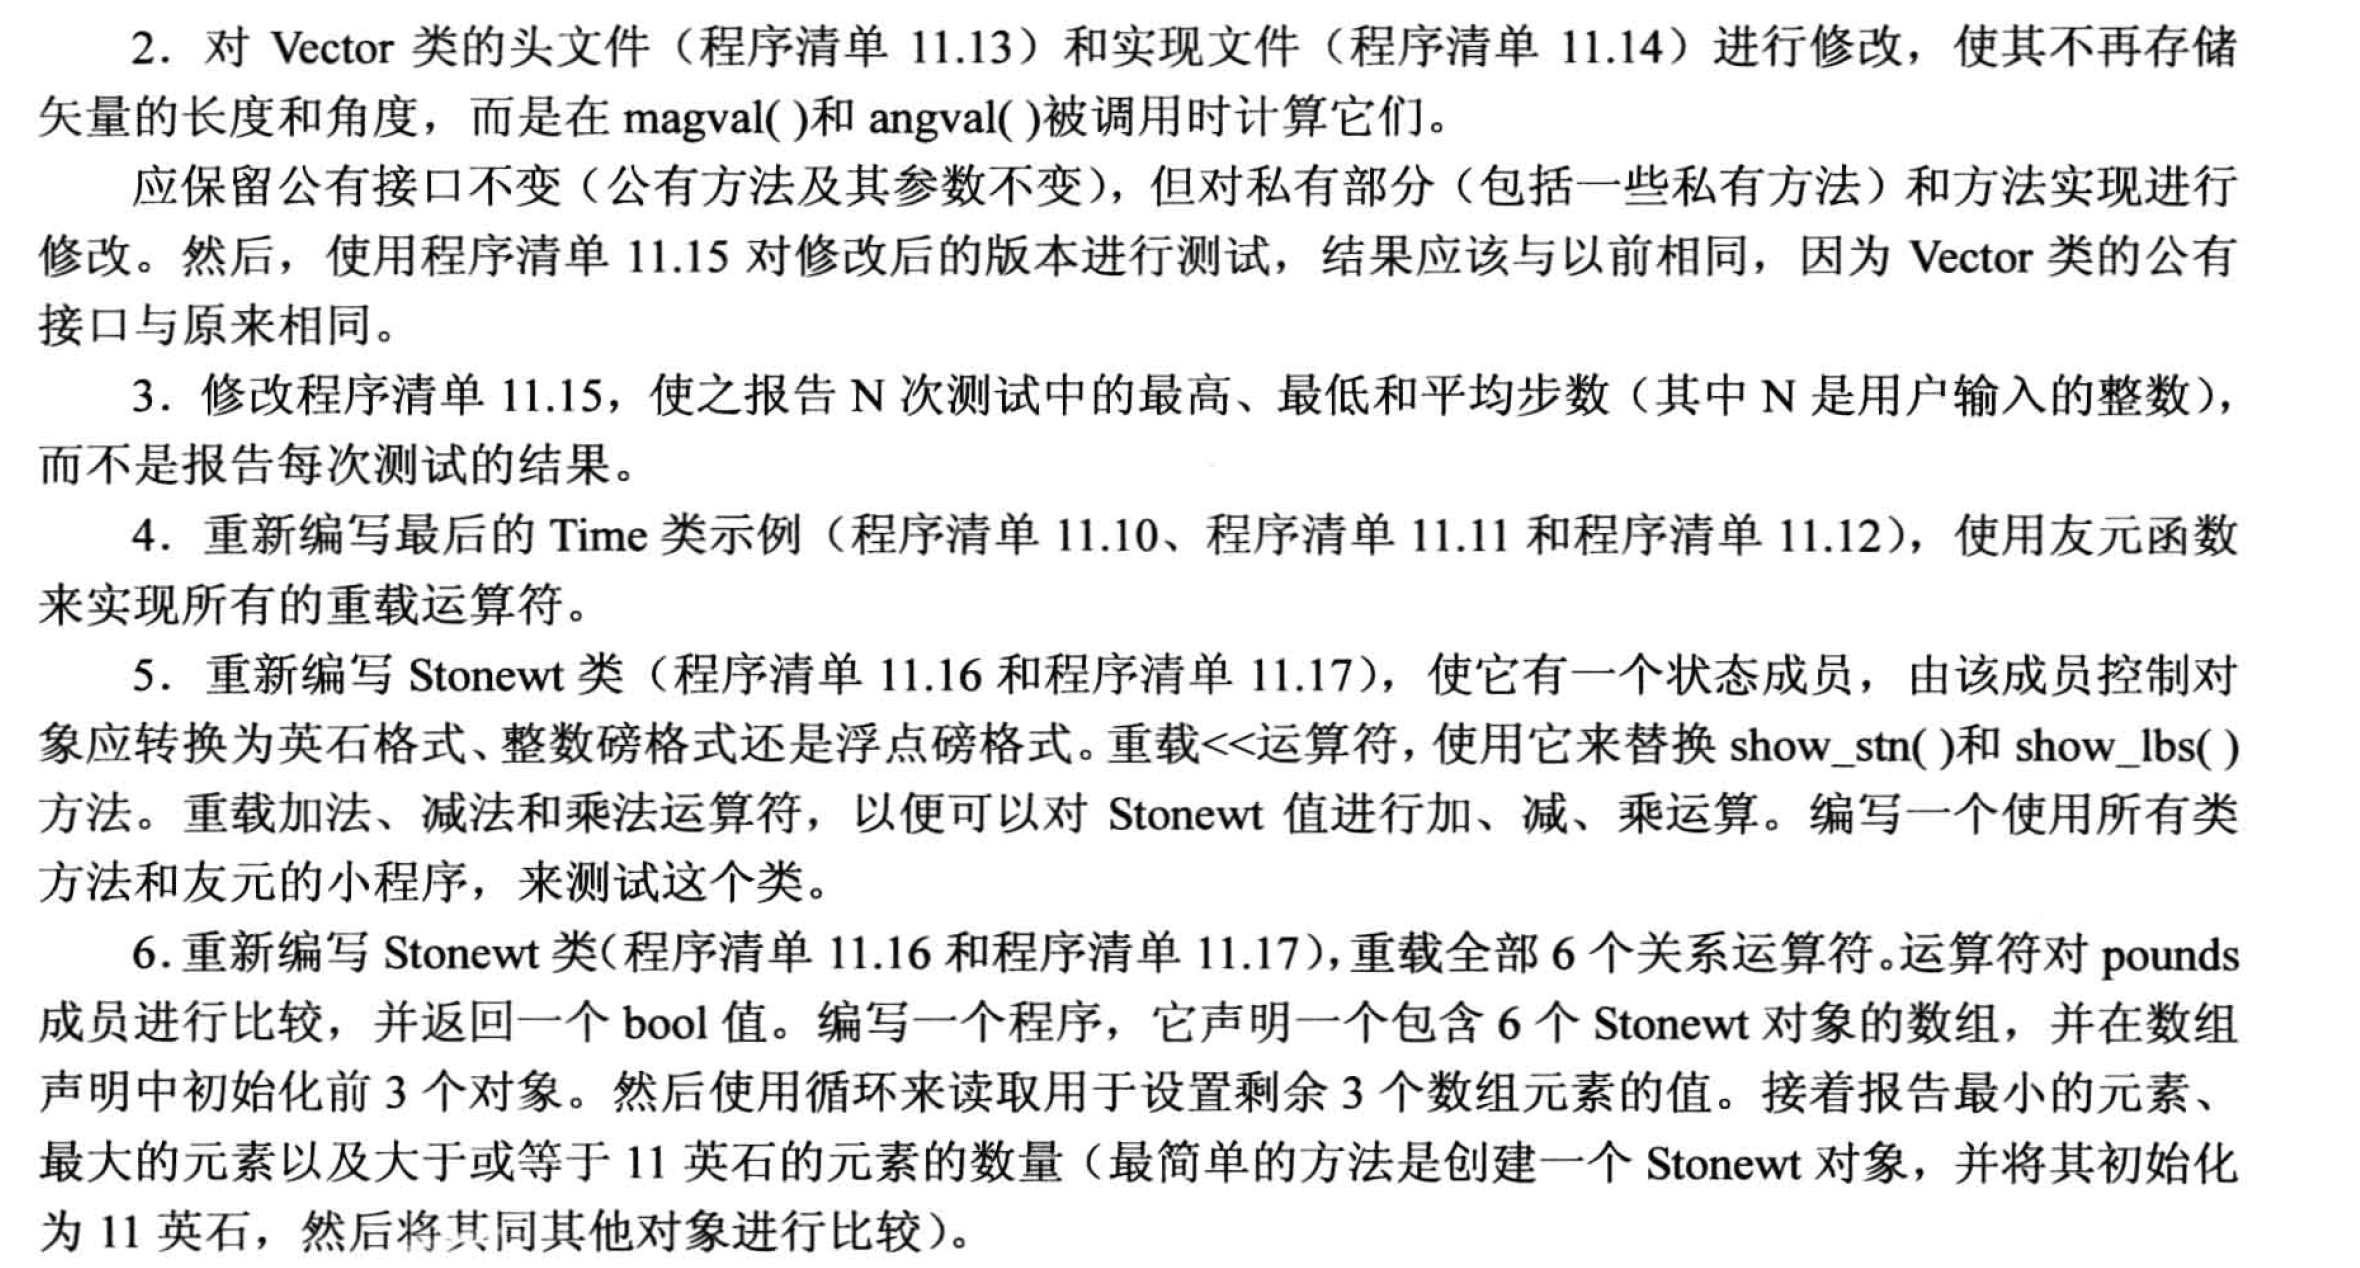 2．对 Vector 类的头文件（程序清单 11.13）和实现文件（程序清单 11.14）进行修改，使其不再存储
矢量的长度和角度，而是在 magval( )和 angval( )被调用时计算它们。
应保留公有接口不变（公有方法及其参数不变），但对私有部分（包括一些私有方法）和方法实现进行
修改。然后，使用程序清单 11.15 对修改后的版本进行测试，结果应该与以前相同，因为 Vector 类的公有
接口与原来相同。
3．修改程序清单 11.15，使之报告 N 次测试中的最高、最低和平均步数（其中 N 是用户输入的整数），
而不是报告每次测试的结果。
4．重新编写最后的 Time 类示例（程序清单 11.10、程序清单 11.11 和程序清单 11.12），使用友元函数
来实现所有的重载运算符。
5．重新编写 Stonewt 类（程序清单 11.16 和程序清单 11.17），使它有一个状态成员，由该成员控制对
象应转换为英石格式、整数磅格式还是浮点磅格式。重载<<运算符，使用它来替换 show_stn( )和 show_lbs( )
方法。重载加法、减法和乘法运算符，以便可以对 Stonewt 值进行加、减、乘运算。编写一个使用所有类
方法和友元的小程序，来测试这个类。
6．重新编写 Stonewt 类（程序清单 11.16 和程序清单 11.17），重载全部 6 个关系运算符。运算符对 pounds
成员进行比较，并返回一个 bool 值。编写一个程序，它声明一个包含 6 个 Stonewt 对象的数组，并在数组
声明中初始化前 3 个对象。然后使用循环来读取用于设置剩余 3 个数组元素的值。接着报告最小的元素、
最大的元素以及大于或等于 11 英石的元素的数量（最简单的方法是创建一个 Stonewt 对象，并将其初始化
为 11 英石，然后将其同其他对象进行比较）。